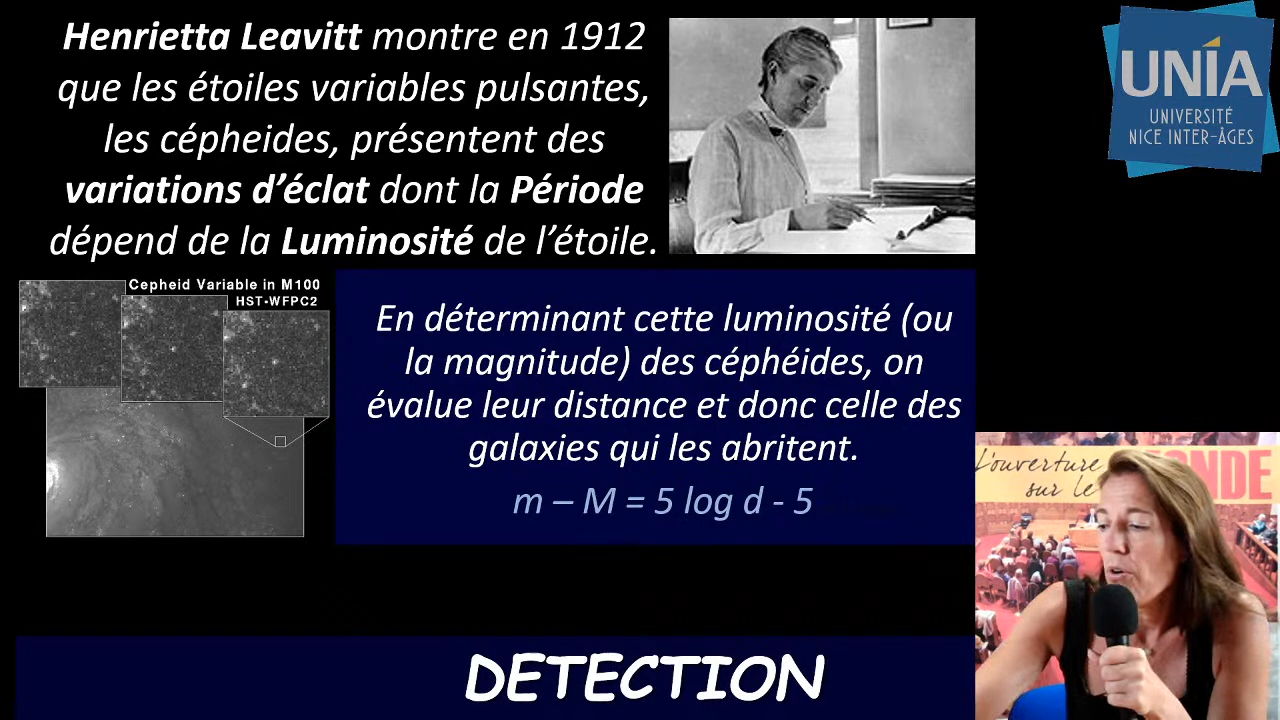 Henrietta Leavitt montre en 1912
que les étoiles variables pulsantes,
les cépheides, présentent des
variations d’éclat dont la Période
dépend de la Luminosité de l’étoile.
UNIA
UNIVERSITÉ
NICE INTER-ÂGES
Cepheid Variable in M100
HST-WFPC2
En déterminant cette luminosité (ou
la magnitude) des céphéides, on
évalue leur distance et donc celle des
galaxies qui les abritent.
m – M = 5 log d - 5
L'ouverture
sur le
ONDE
DETECTION